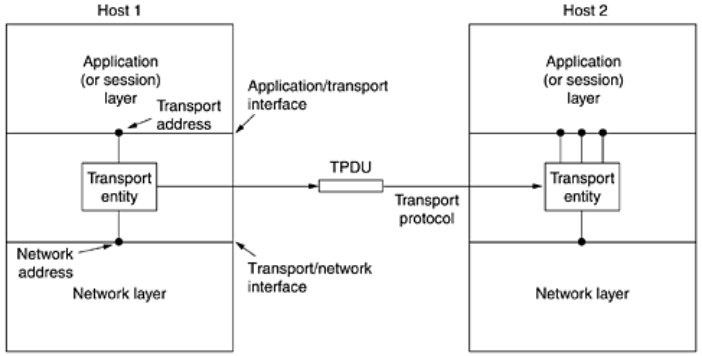 Host 1
Host 2
Application
(or session)
layer
Transport
address
Application/transport
interface
Application
(or session)
layer
Transport
entity
TPDU
Transport
protocol
Transport
entity
Network
address
Transport/network
interface
Network layer
Network layer